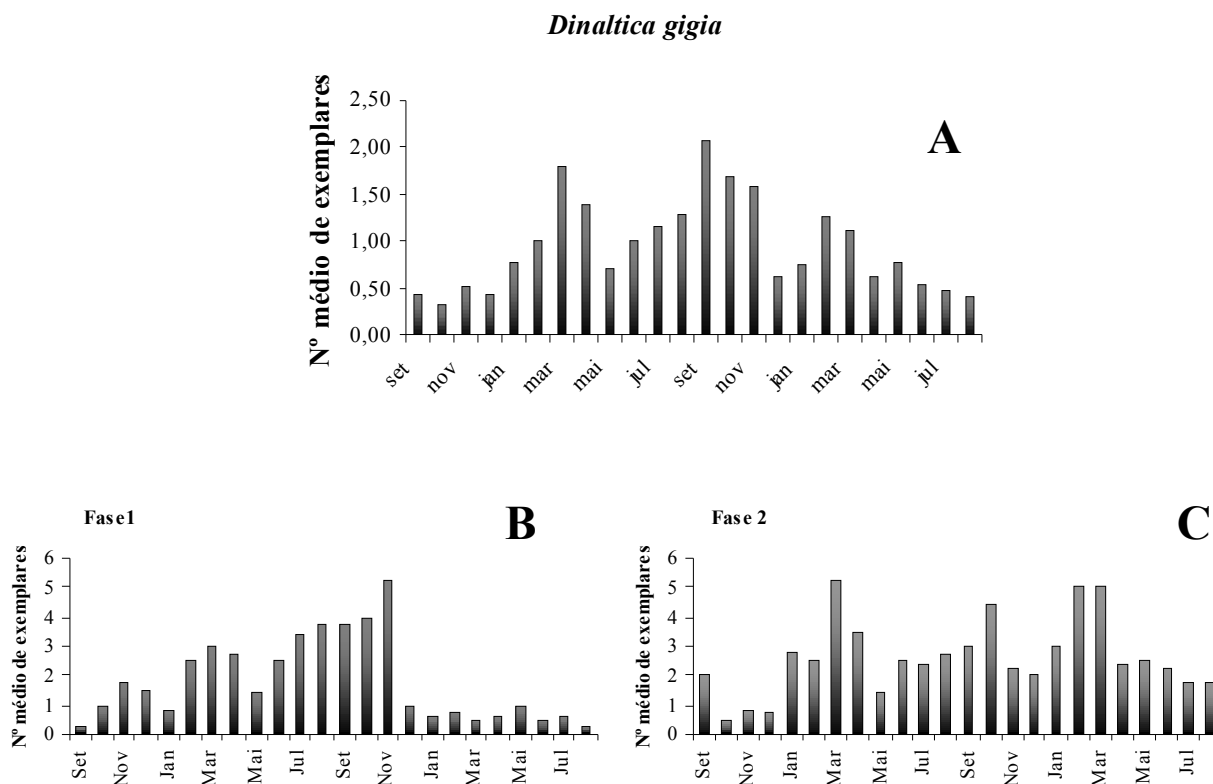 Dinaltica gigia
A
Nº médio de exemplares
2,50
2,00
1,50
1,00
0,50
0,00
set nov jan mar mai jul set nov jan mar mai jul
Fase1
B
Nº médio de exemplares
6
5
4
3
2
1
0
Set Nov Jan Mar Mai Jul Set Nov Jan Mar Mai Jul
Fase 2
C
Nº médio de exemplares
6
5
4
3
2
1
0
Set Nov Jan Mar Mai Jul Set Nov Jan Mar Mai Jul